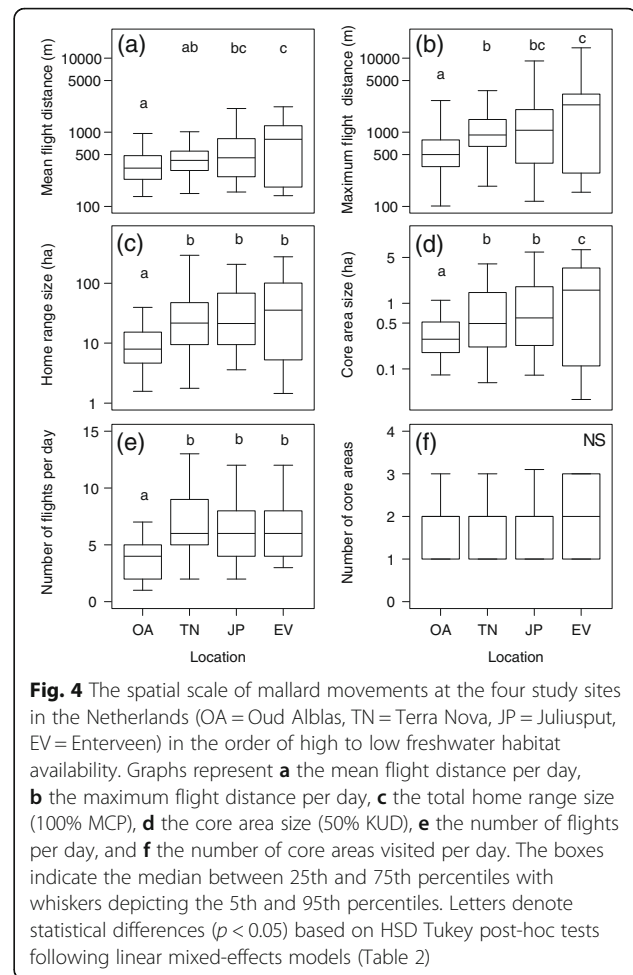 (a)
ab
bc
c
a
Mean flight distance (m)
10000
5000
1000
500
100
(b)
b
bc
c
a
Maximum flight distance (m)
10000
5000
1000
500
100
(c)
b
b
b
a
Home range size (ha)
100
10
1
(d)
b
b
c
a
Core area size (ha)
5
1
0.5
0.1
(e)
b
b
b
a
Number of flights per day
15
10
5
0
OA
TN
JP
EV
Location
(f)
NS
Number of core areas
4
3
2
1
0
OA
TN
JP
EV
Location
Fig. 4 The spatial scale of mallard movements at the four study sites
in the Netherlands (OA = Oud Alblas, TN = Terra Nova, JP = Juliusput,
EV = Enterveen) in the order of high to low freshwater habitat
availability. Graphs represent a the mean flight distance per day,
b the maximum flight distance per day, c the total home range size
(100% MCP), d the core area size (50% KUD), e the number of flights
per day, and f the number of core areas visited per day. The boxes
indicate the median between 25th and 75th percentiles with
whiskers depicting the 5th and 95th percentiles. Letters denote
statistical differences (p < 0.05) based on HSD Tukey post-hoc tests
following linear mixed-effects models (Table 2)